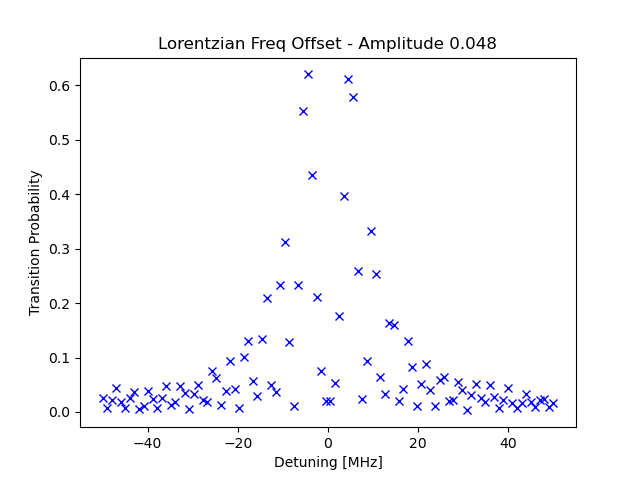 Lorentzian Freq Offset - Amplitude 0.048
Transition Probability
0.6
0.5
0.4
0.3
0.2
0.1
0.0
−40 −20 0 20 40
Detuning [MHz]